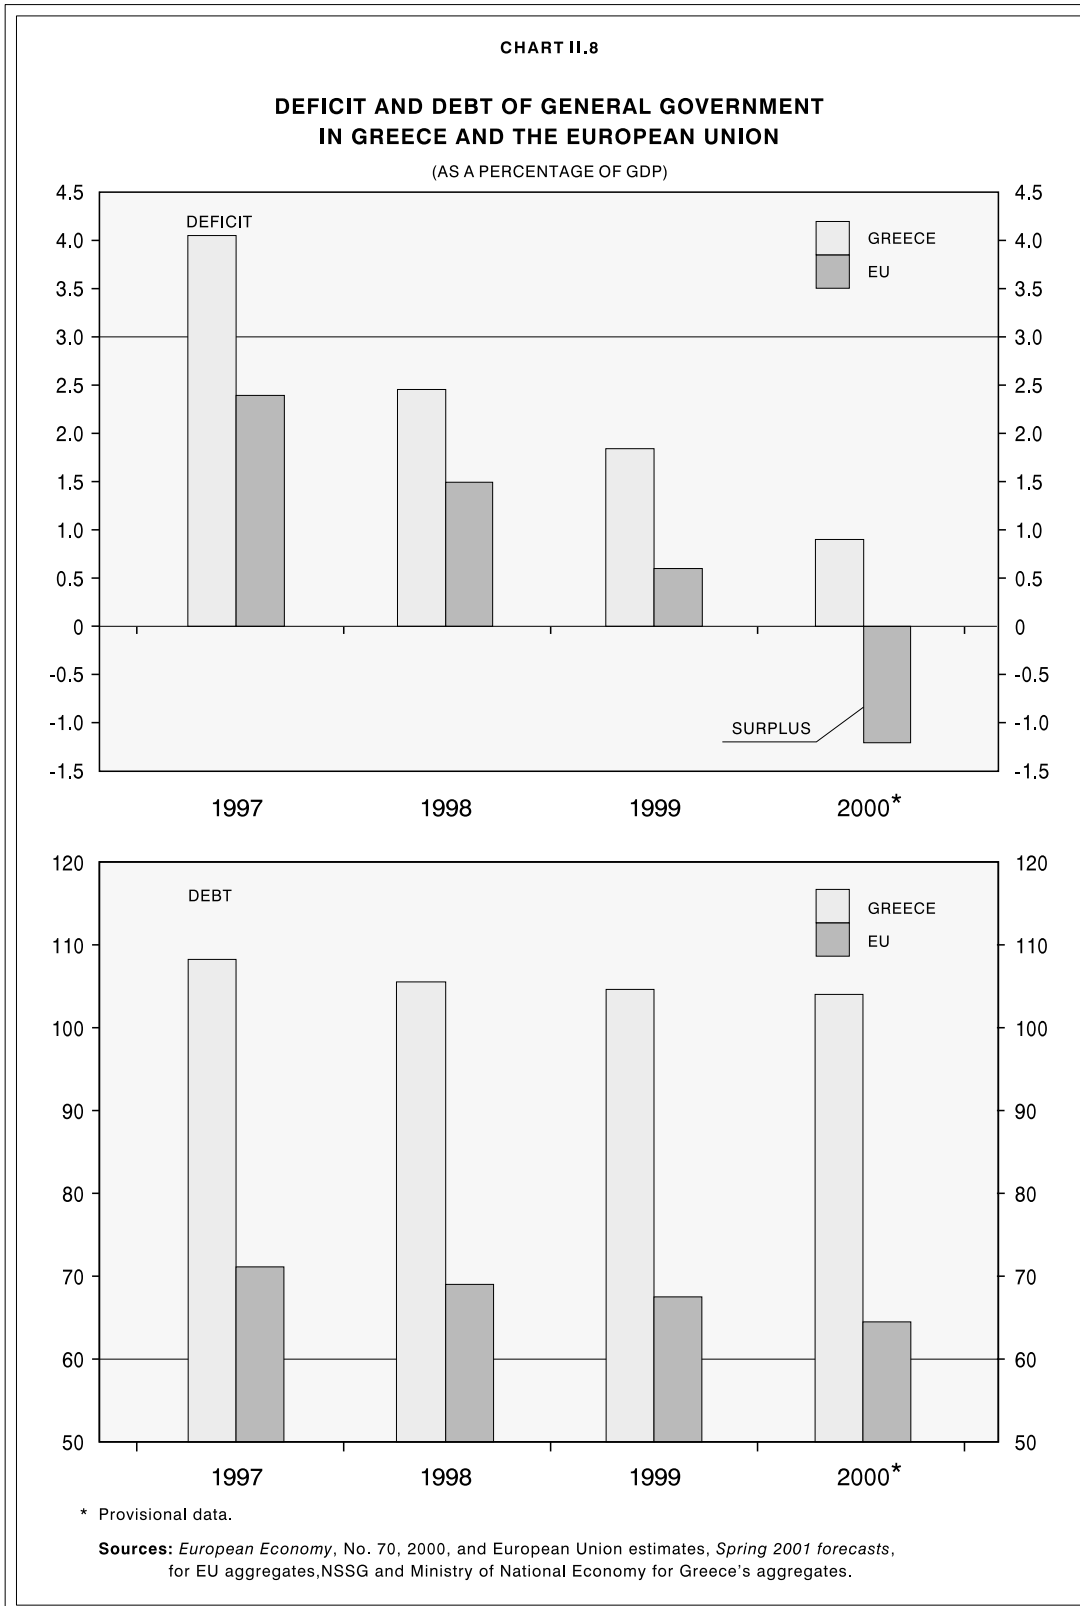 CHART II.8
DEFICIT AND DEBT OF GENERAL GOVERNMENT
IN GREECE AND THE EUROPEAN UNION
(AS A PERCENTAGE OF GDP)
4.5 4.5
DEFICIT
4.0 4.0
GREECE
EU
3.5 3.5
3.0 3.0
2.5 2.5
2.0 2.0
1.5 1.5
1.0 1.0
0.5 0.5
0 0
-0.5 -0.5
-1.0 SURPLUS -1.0
-1.5 -1.5
1997 1998 1999 2000*
120 120
DEBT
GREECE
EU
110 110
100 100
90 90
80 80
70 70
60 60
50 50
1997 1998 1999 2000*
* Provisional data.
Sources: European Economy, No. 70, 2000, and European Union estimates, Spring 2001 forecasts,
for EU aggregates,NSSG and Ministry of National Economy for Greece's aggregates.